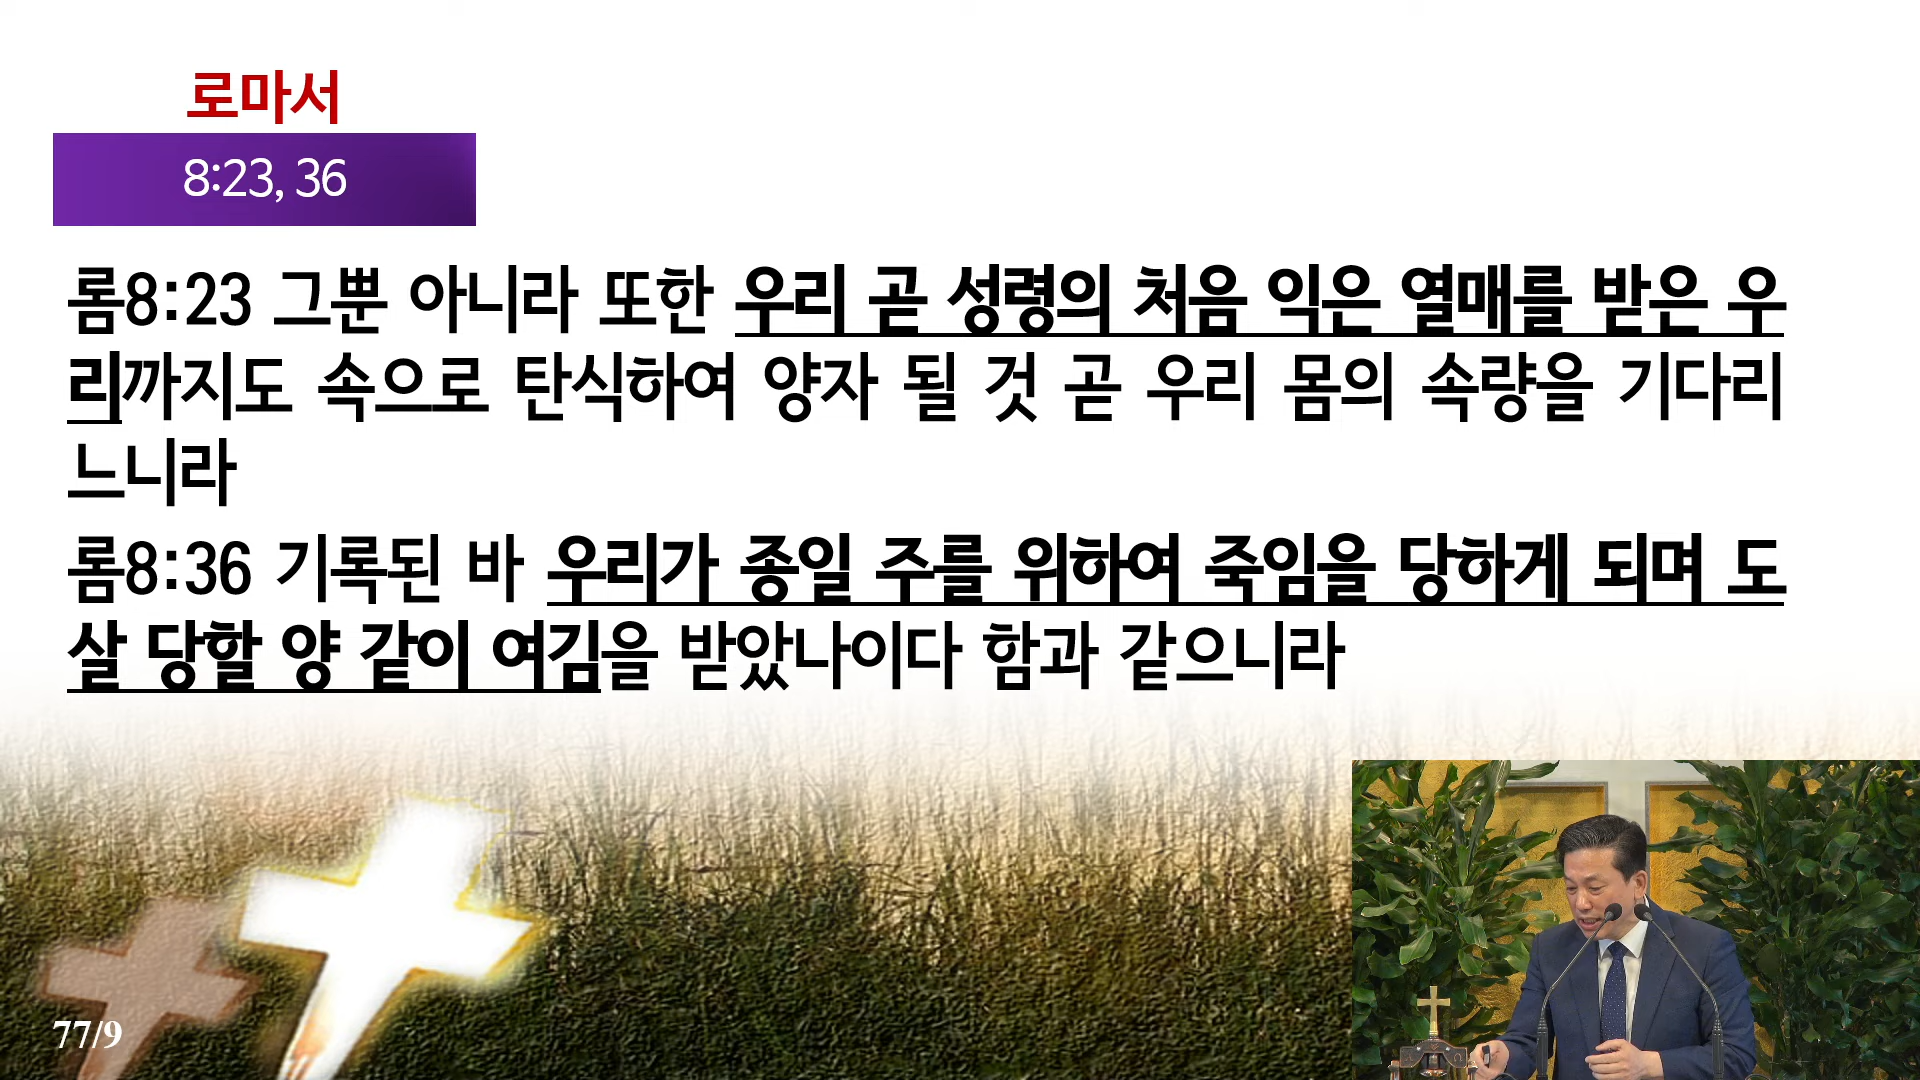 로마서
8:23, 36
롬8:23 그뿐 아니라 또한 우리 곧 성령의 처음 익은 열매를 받은 우
리까지도 속으로 탄식하여 양자 될 것 곧 우리 몸의 속량을 기다리
느니라
롬8:36 기록된 바 우리가 종일 주를 위하여 죽임을 당하게 되며 도
살 당할 양 같이 여김을 받았나이다 함과 같으니라
77/9